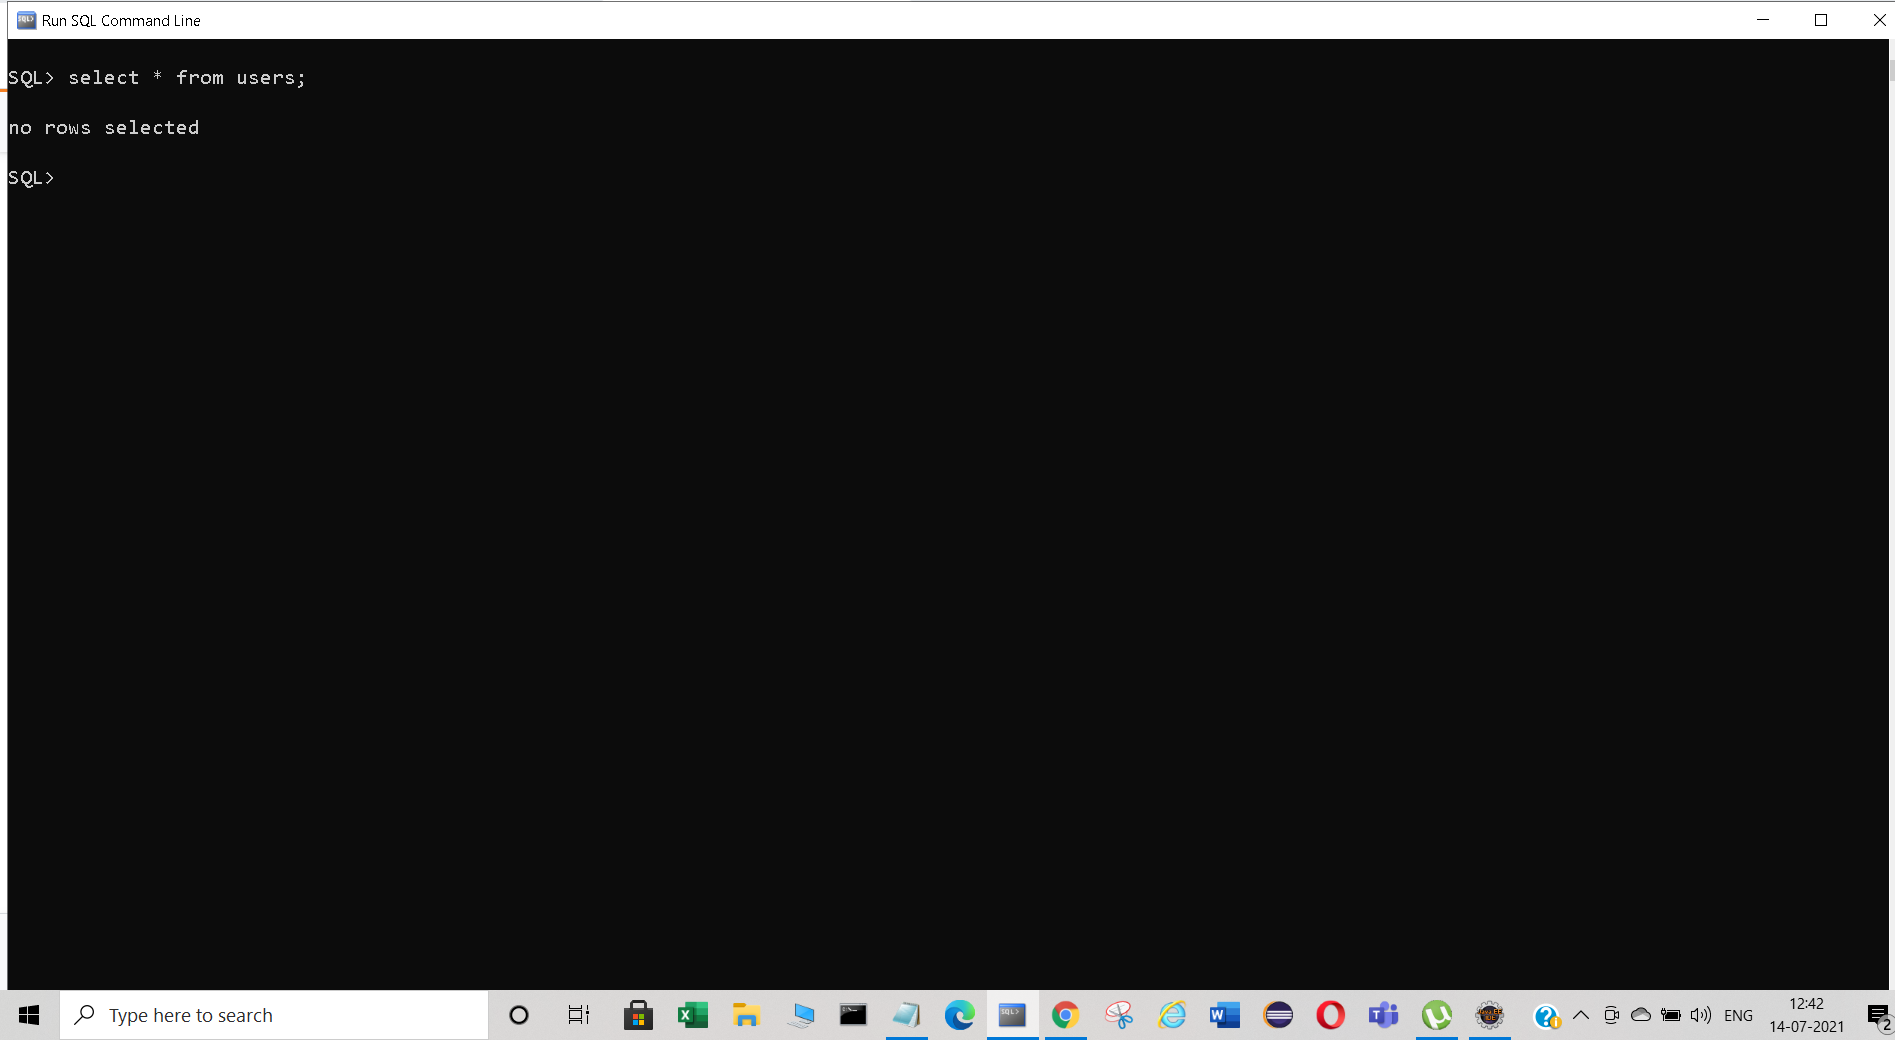 Run SQL Command Line
SQL> select * from users;
no rows selected
SQL>
Type here to search
ENG
12:42
14-07-2021
2